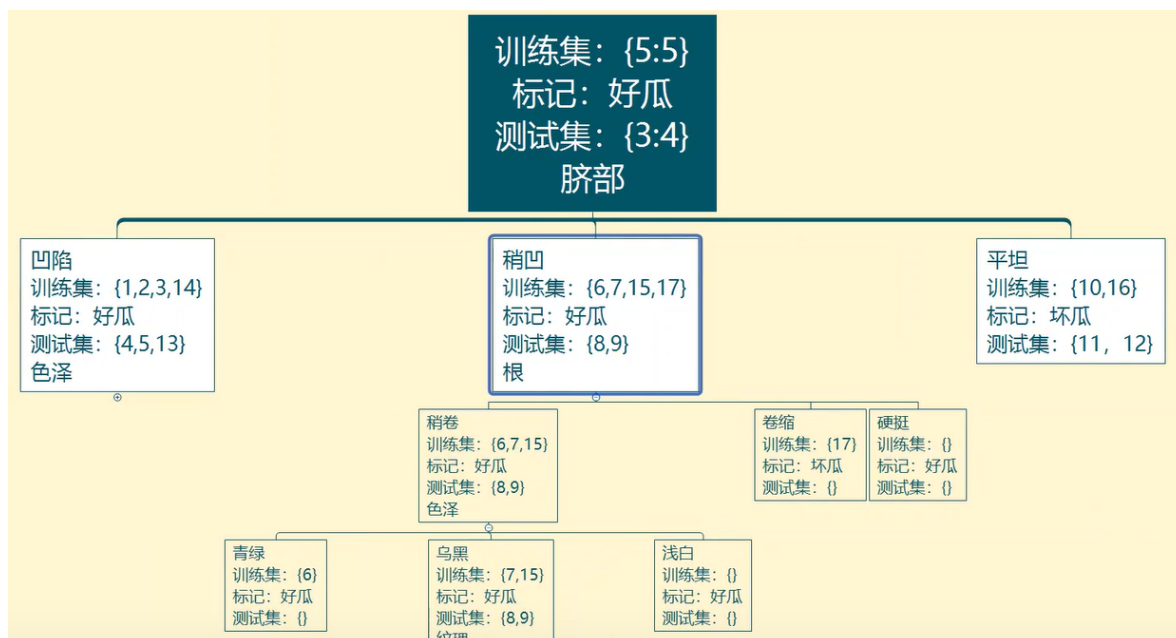 训练集：{5:5}
标记：好瓜
测试集：{3:4}
脐部
凹陷
训练集：{1,2,3,14}
标记：好瓜
测试集：{4,5,13}
色泽
稍凹
训练集：{6,7,15,17}
标记：好瓜
测试集：{8,9}
根
平坦
训练集：{10,16}
标记：坏瓜
测试集：{11，12}
稍卷
训练集：{6,7,15}
标记：好瓜
测试集：{8,9}
色泽
卷缩
训练集：{17}
标记：坏瓜
测试集：{}
硬挺
训练集：{}
标记：好瓜
测试集：{}
青绿
训练集：{6}
标记：好瓜
测试集：{}
乌黑
训练集：{7,15}
标记：好瓜
测试集：{8,9}
纹理
浅白
训练集：{}
标记：好瓜
测试集：{}